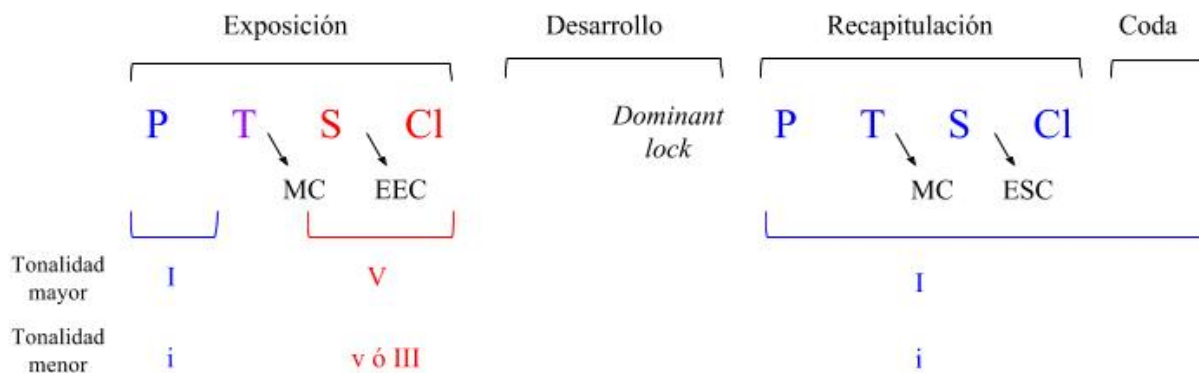 Exposición Desarrollo Recapitulación Coda
P T S Cl Dominant lock P T S Cl
MC EEC MC ESC
Tonalidad mayor I V I
Tonalidad menor i v ó III i